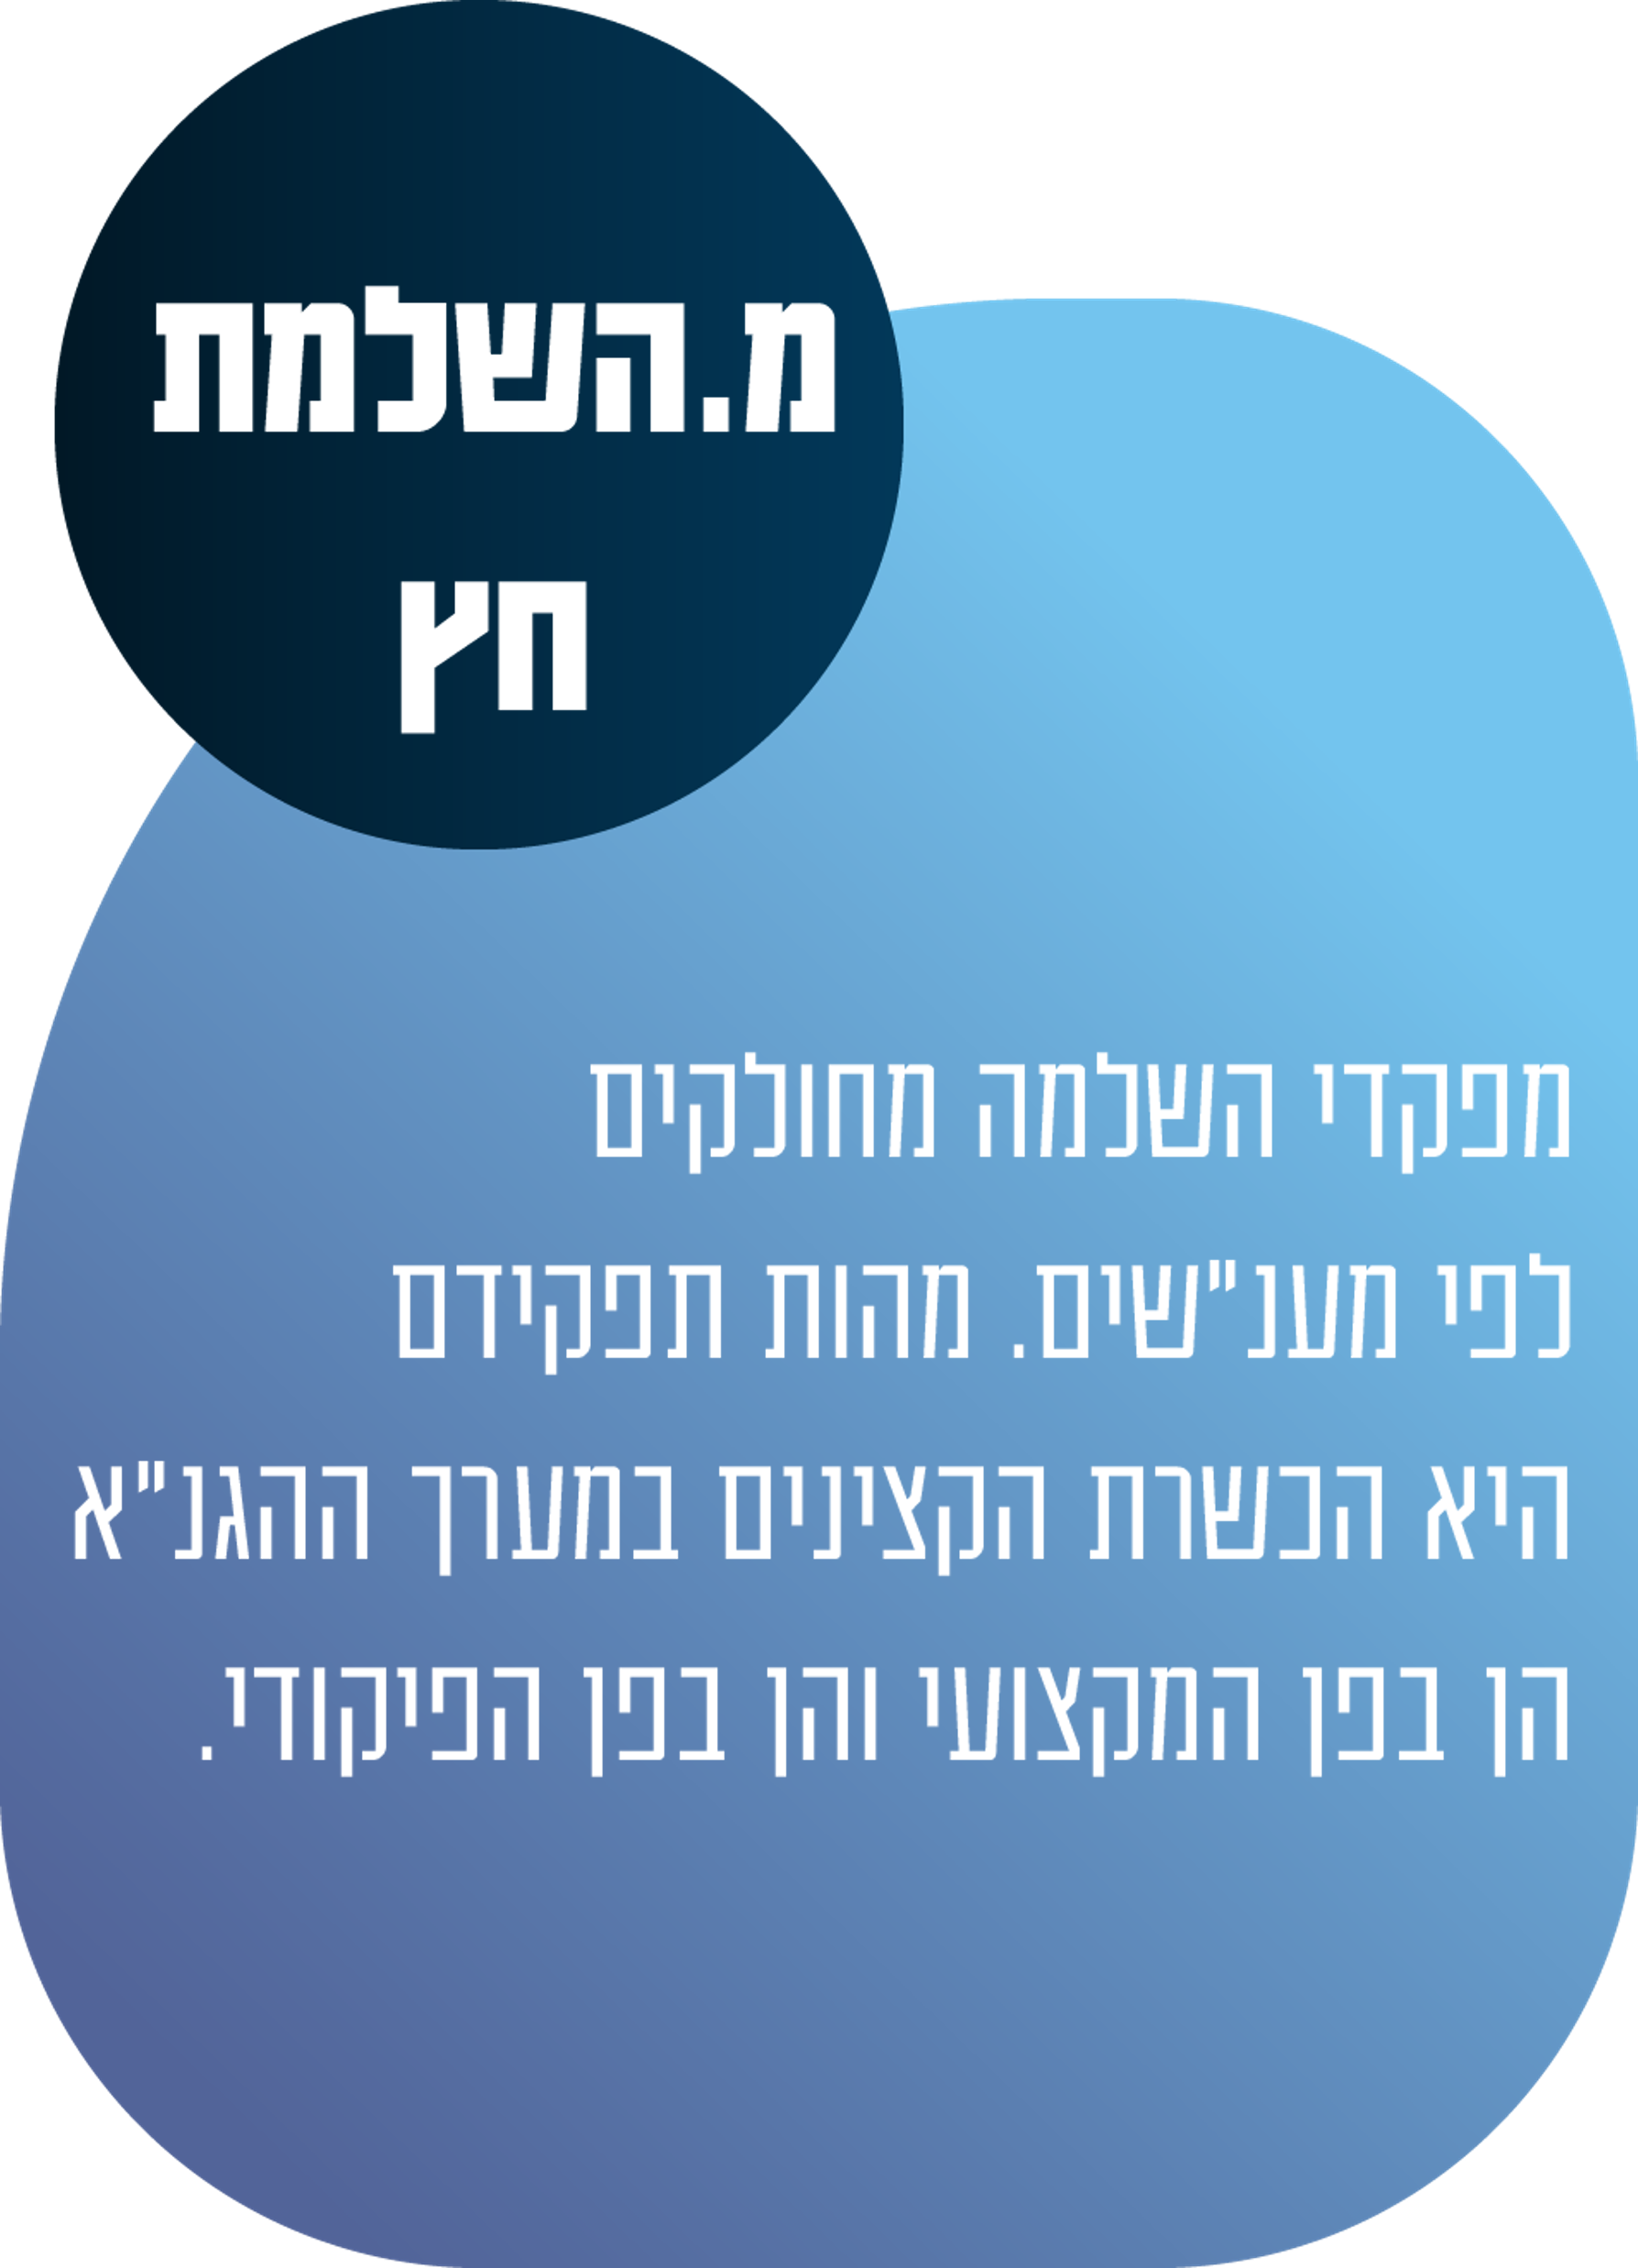 מ.השלמת
חץ
מפקדי השלמה מחולקים
לפי מענ"שים. מהות תפקידם
היא הכשרת הקצינים במערך ההגנ"א
הן בפן המקצועי והן בפן הפיקודי.